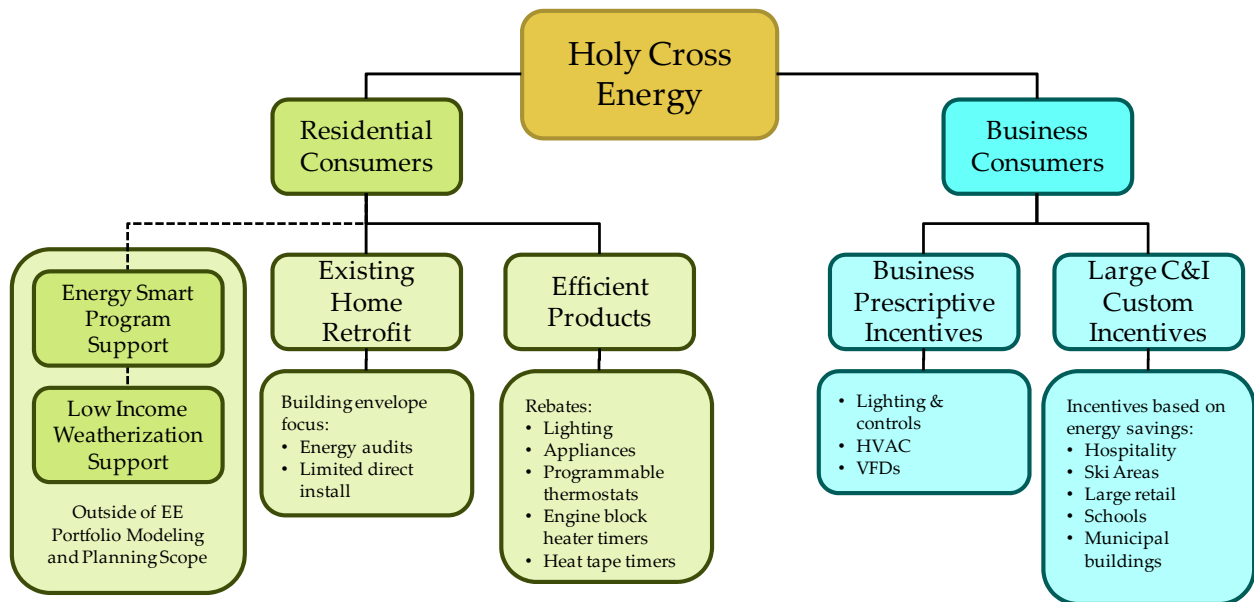 Holy Cross
Energy
Residential
Consumers
Business
Consumers
Energy Smart
Program
Support
Low Income
Weatherization
Support
Outside of EE
Portfolio Modeling
and Planning Scope
Existing
Home
Retrofit
Building envelope
focus:
• Energy audits
• Limited direct
install
Efficient
Products
Rebates:
• Lighting
• Appliances
• Programmable
thermostats
• Engine block
heater timers
• Heat tape timers
Business
Prescriptive
Incentives
• Lighting &
controls
• HVAC
• VFDs
Large C&I
Custom
Incentives
Incentives based on
energy savings:
• Hospitality
• Ski Areas
• Large retail
• Schools
• Municipal
buildings